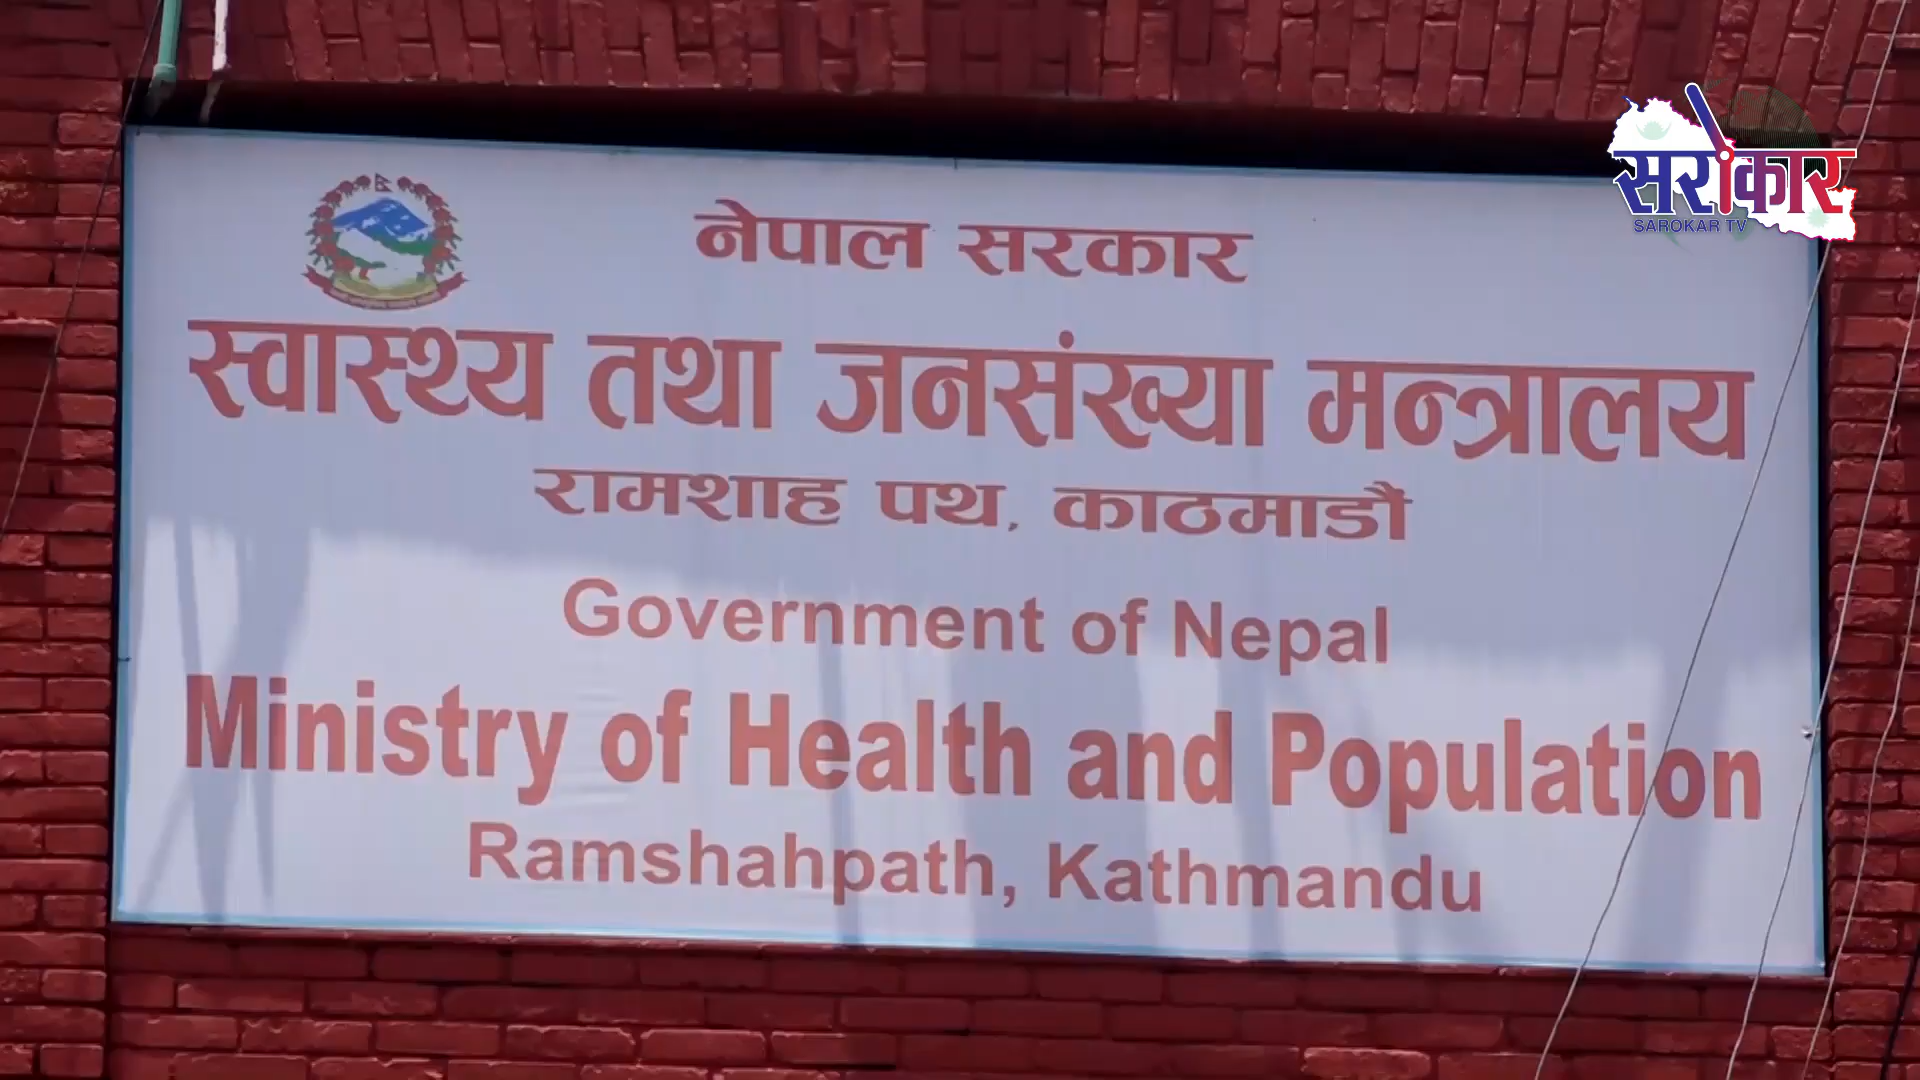 सरोकार
SAROKAR TV
नेपाल सरकार
स्वास्थ्य तथा जनसंख्या मन्त्रालय
रामशाह पथ, काठमाडौं
Government of Nepal
Ministry of Health and Population
Ramshahpath, Kathmandu